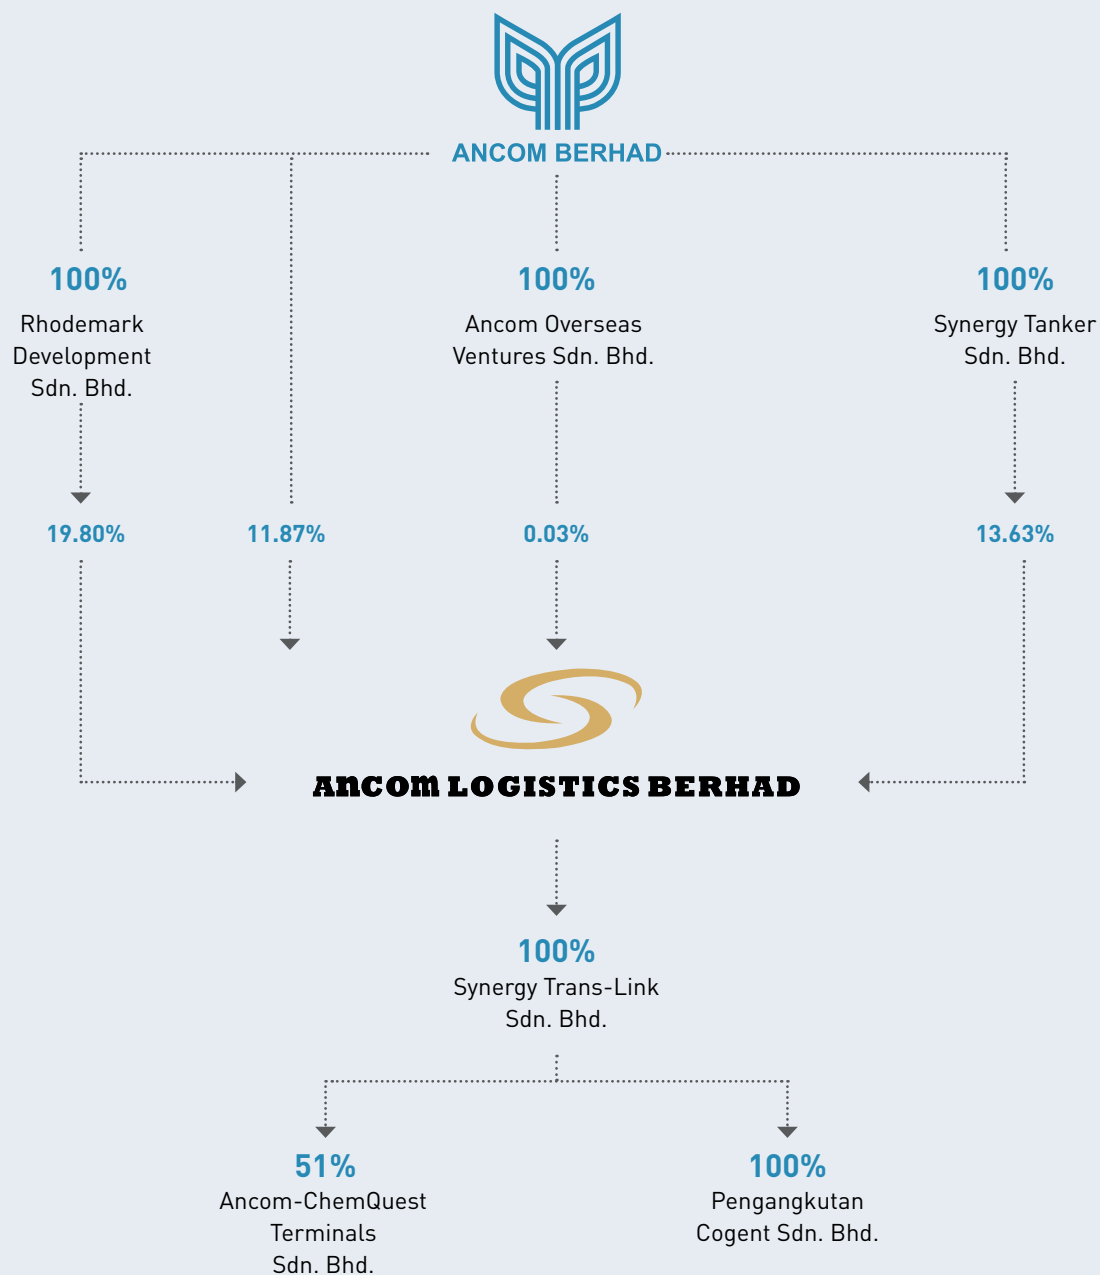 ANCOM BERHAD
100%
Rhodemark
Development
Sdn. Bhd.
100%
Ancom Overseas
Ventures Sdn. Bhd.
100%
Synergy Tanker
Sdn. Bhd.
19.80%
11.87%
0.03%
13.63%
ANCOM LOGISTICS BERHAD
100%
Synergy Trans-Link
Sdn. Bhd.
51%
Ancom-ChemQuest
Terminals
Sdn. Bhd.
100%
Pengangkutan
Cogent Sdn. Bhd.